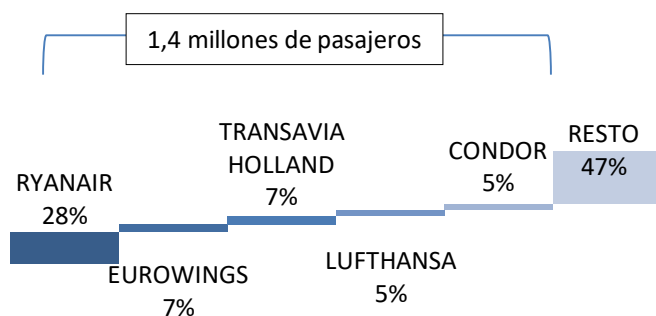 1,4 millones de pasajeros
RYANAIR
28%
EUROWINGS
7%
TRANSAVIA
HOLLAND
7%
LUFTHANSA
5%
CONDOR
5%
RESTO
47%